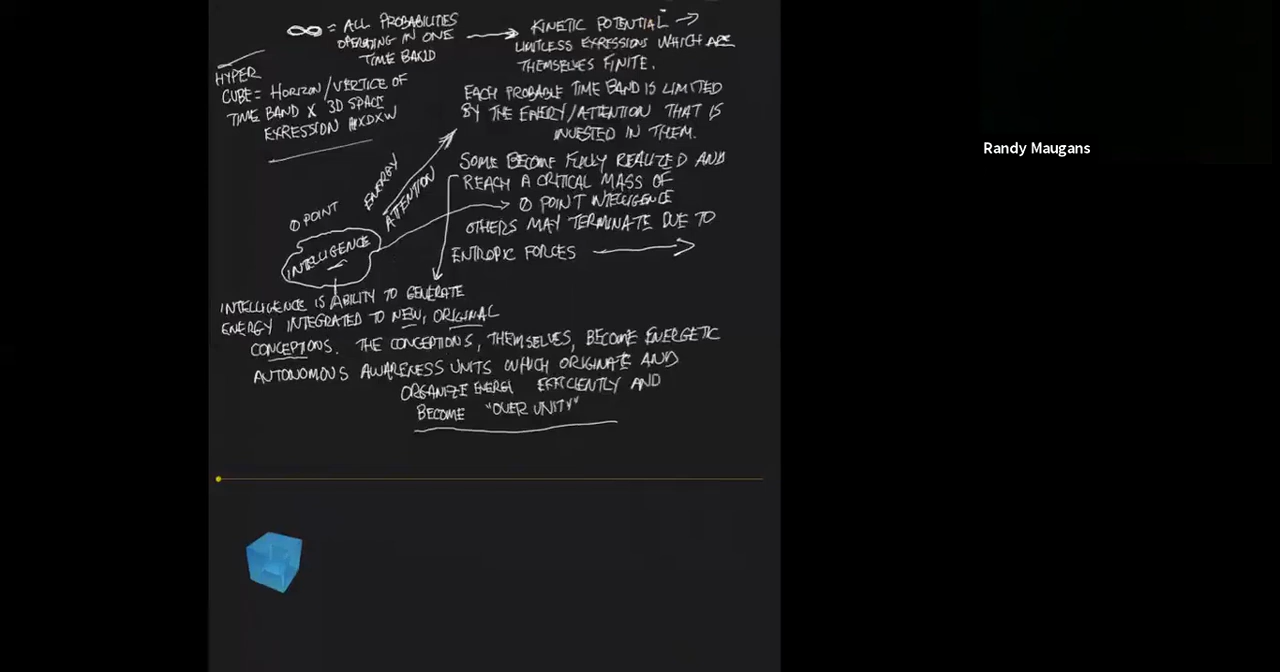 ∞ = ALL PROBABILITIES
OPERATING IN ONE
TIME BAND
KINETIC POTENTIAL →
LIMITLESS EXRESSIONS WHICH ARE
THEMSELVES FINITE.
HYPER
CUBE = HORIZON/VERTICE OF
TIME BAND X 3D SPACE
EXRESSION HXDXW
EACH PROBABLE TIME BAND IS LIMITED
BY THE ENERY/ATTENTION THAT IS
INVESTED IN THEM.
SOME BECOME FULLY REALIZED AND
REACH A CRITICAL MASS OF
0 POINT INTELLIGENCE
OTHERS MAY TERMINATE DUE TO
ENTROPIC FORCES
ENERGY
ATTENTION
0 POINT
INTELLIGENCE
INTELLIGENCE IS ABILITY TO GENERATE
ENERGY INTEGRATED TO NEW, ORIGINAL
CONCEPTIONS. THE CONCEPTIONS, THEMSELVES, BECOME ENERGETIC
AUTONOMOUS AWARENESS UNITS WHICH ORIGINATE AND
ORGANIZE ENERGY EFFICIENTLY AND
BECOME "OVER UNITY"
Randy Maugans